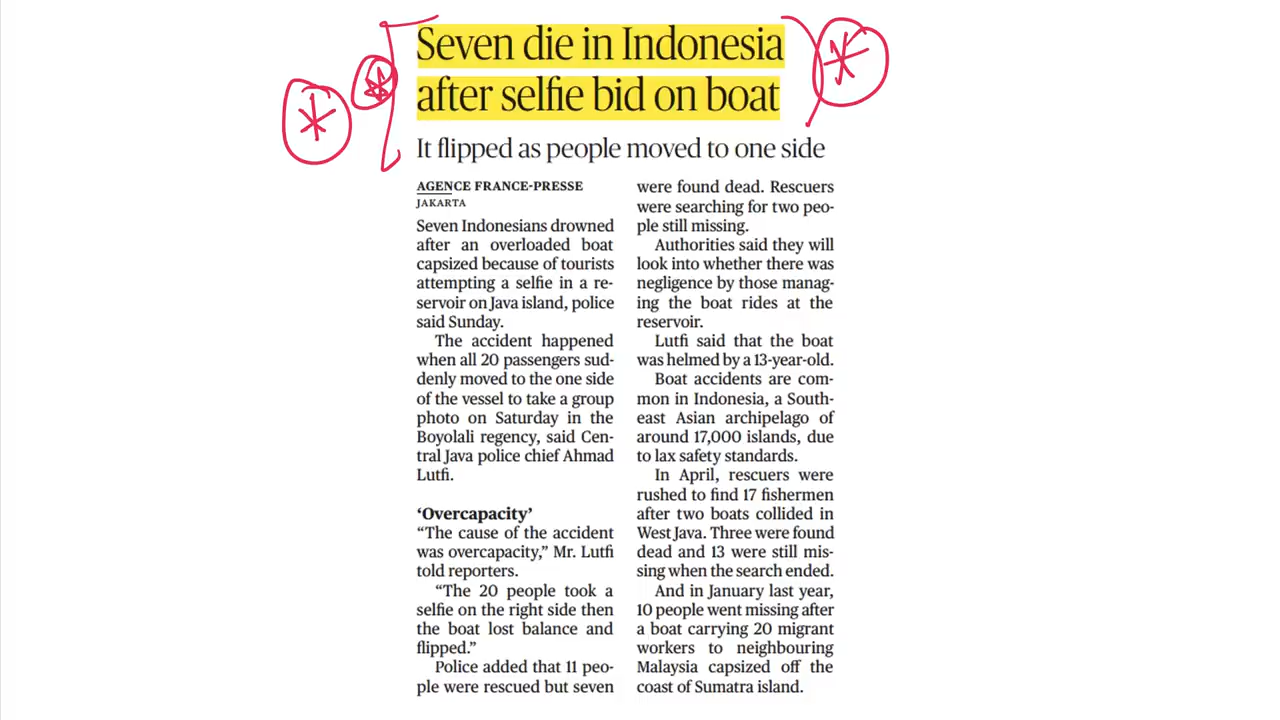 Seven die in Indonesia
after selfie bid on boat
It flipped as people moved to one side
AGENCE FRANCE-PRESSE
JAKARTA
Seven Indonesians drowned
after an overloaded boat
capsized because of tourists
attempting a selfie in a re-
servoir on Java island, police
said Sunday.
The accident happened
when all 20 passengers sud-
denly moved to the one side
of the vessel to take a group
photo on Saturday in the
Boyolali regency, said Cen-
tral Java police chief Ahmad
Lutfi.
‘Overcapacity’
“The cause of the accident
was overcapacity,” Mr. Lutfi
told reporters.
“The 20 people took a
selfie on the right side then
the boat lost balance and
flipped.”
Police added that 11 peo-
ple were rescued but seven
were found dead. Rescuers
were searching for two peo-
ple still missing.
Authorities said they will
look into whether there was
negligence by those manag-
ing the boat rides at the
reservoir.
Lutfi said that the boat
was helmed by a 13-year-old.
Boat accidents are com-
mon in Indonesia, a South-
east Asian archipelago of
around 17,000 islands, due
to lax safety standards.
In April, rescuers were
rushed to find 17 fishermen
after two boats collided in
West Java. Three were found
dead and 13 were still mis-
sing when the search ended.
And in January last year,
10 people went missing after
a boat carrying 20 migrant
workers to neighbouring
Malaysia capsized off the
coast of Sumatra island.